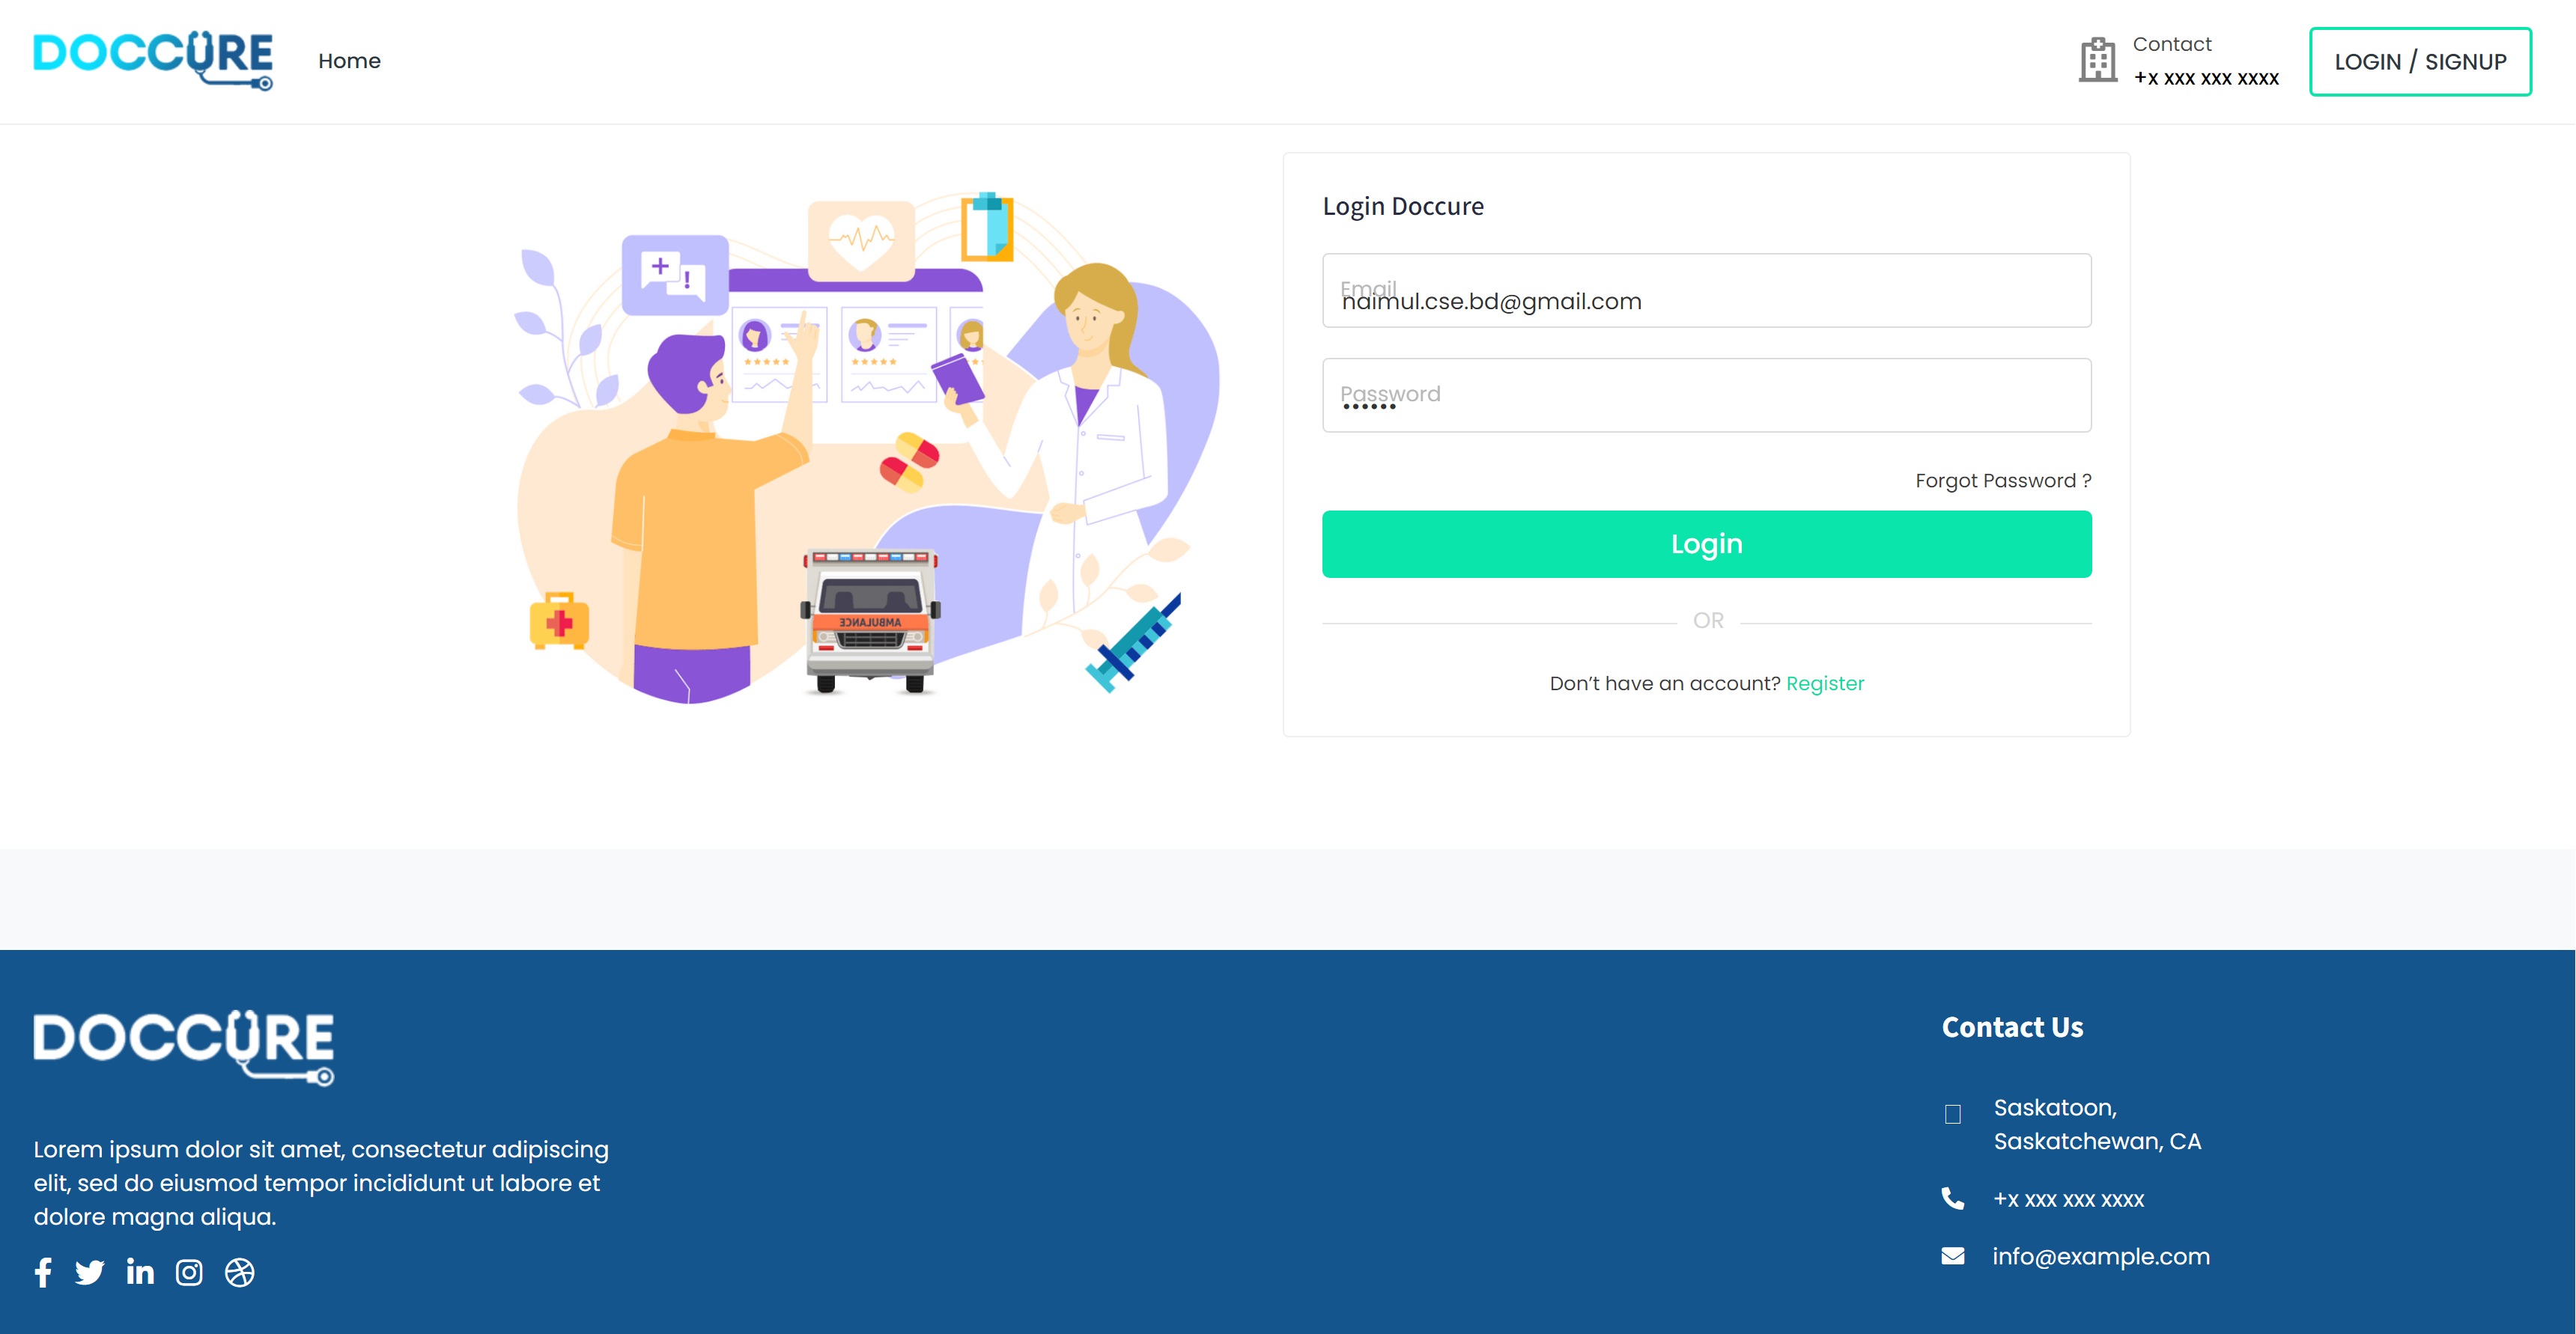 DOCCURE
Home
Contact
+x xxx xxx xxxx
LOGIN / SIGNUP
Login Doccure
Email
naimul.cse.bd@gmail.com
Password
••••••
Forgot Password ?
Login
OR
Don’t have an account? Register
AMBULANCE
DOCCURE
Lorem ipsum dolor sit amet, consectetur adipiscing
elit, sed do eiusmod tempor incididunt ut labore et
dolore magna aliqua.
Contact Us
Saskatoon,
Saskatchewan, CA
+x xxx xxx xxxx
info@example.com